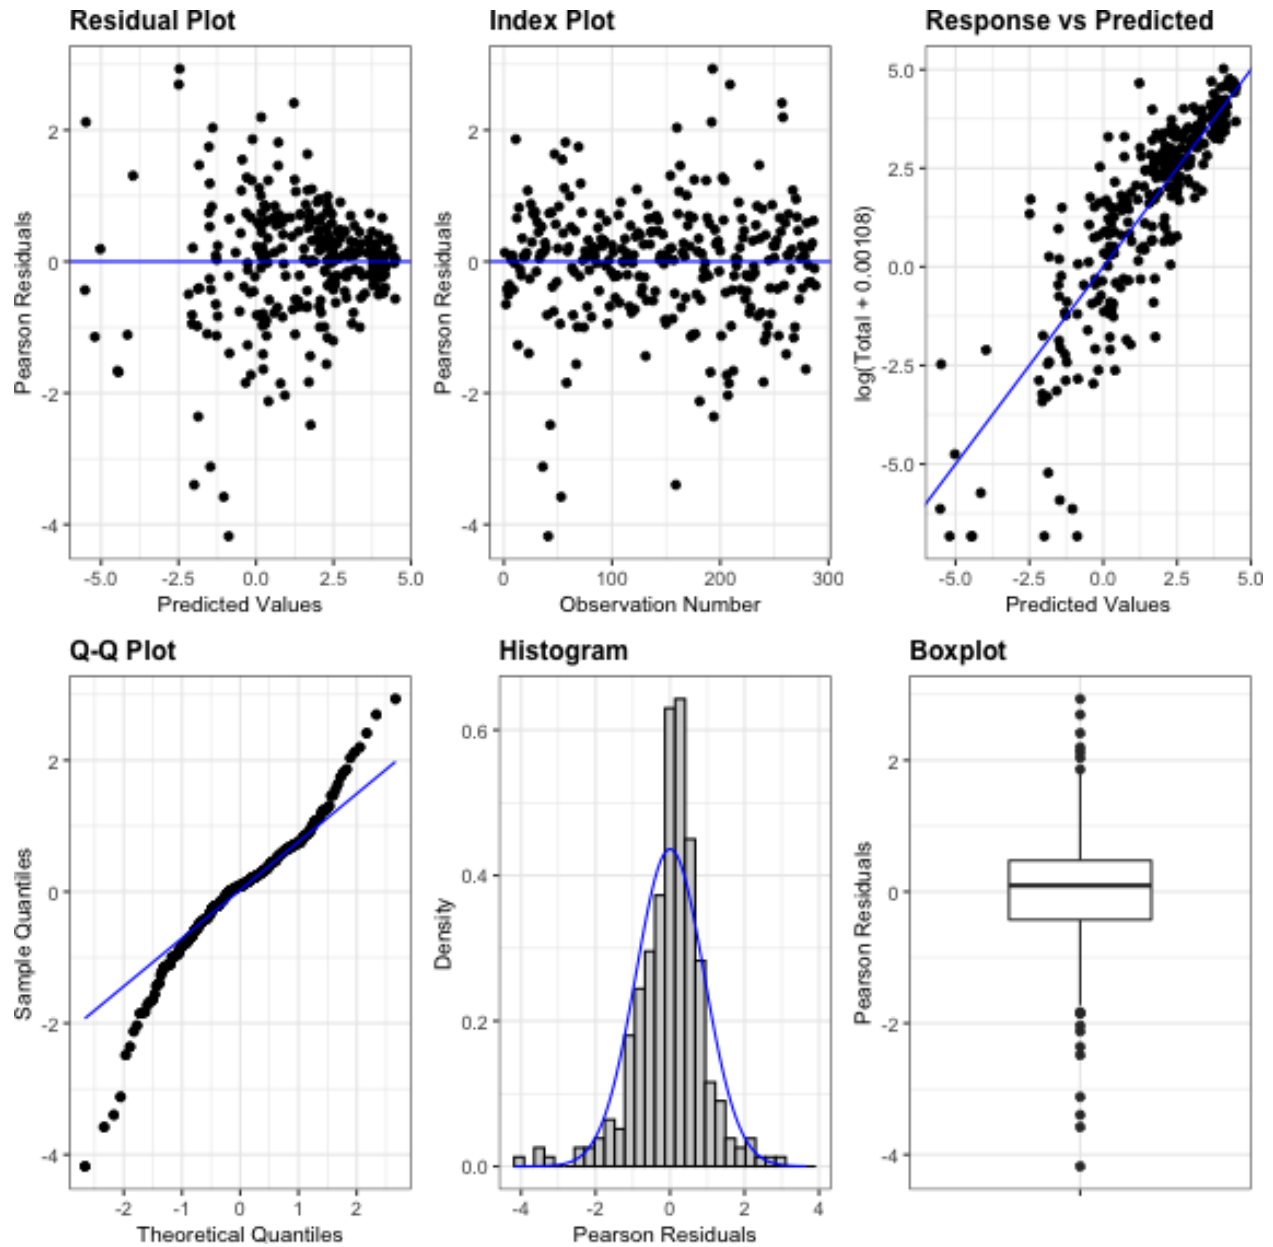 Residual Plot
Pearson Residuals
2
0
-2
-4
-5.0 -2.5 0.0 2.5 5.0
Predicted Values
Index Plot
Pearson Residuals
2
0
-2
-4
0 100 200 300
Observation Number
Response vs Predicted
log(Total + 0.00108)
5.0
2.5
0.0
-2.5
-5.0
-5.0 -2.5 0.0 2.5 5.0
Predicted Values
Q-Q Plot
Sample Quantiles
2
0
-2
-4
-2 -1 0 1 2
Theoretical Quantiles
Histogram
Density
0.6
0.4
0.2
0.0
-4 -2 0 2 4
Pearson Residuals
Boxplot
Pearson Residuals
2
0
-2
-4